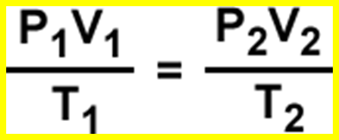 P₁V₁ / T₁ = P₂V₂ / T₂